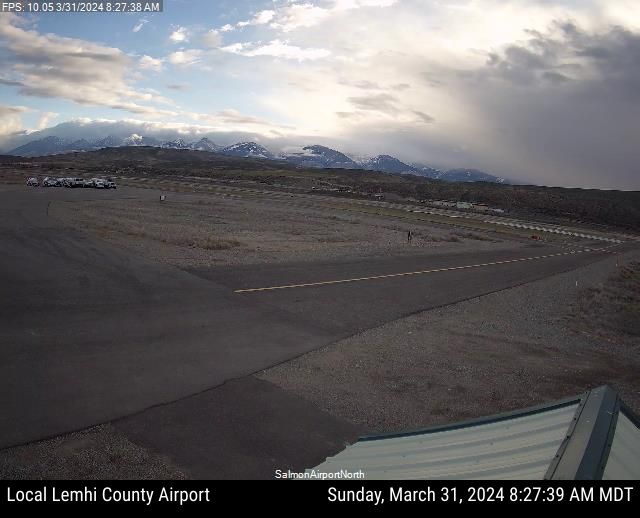 FPS: 10.05 3/31/2024 8:27:38 AM
SalmonAirportNorth
Local Lemhi County Airport
Sunday, March 31, 2024 8:27:39 AM MDT